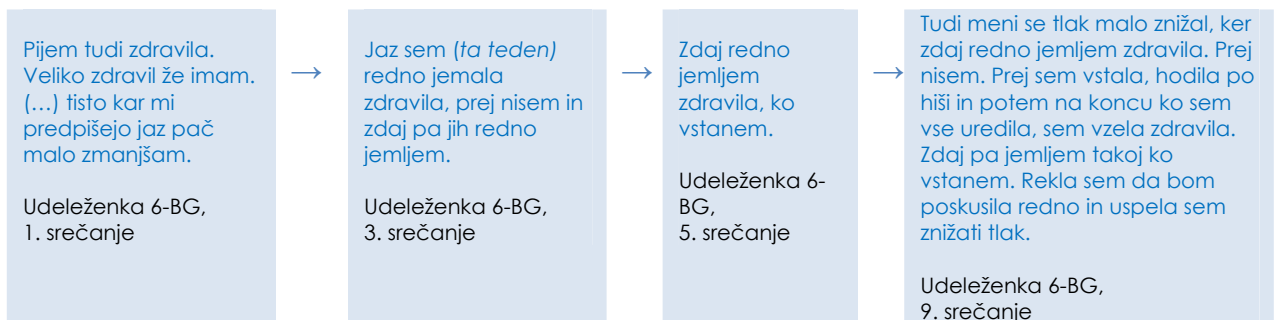 Pijem tudi zdravila.
Veliko zdravil že imam.
(…) tisto kar mi
predpišejo jaz pač
malo zmanjšam.
Udeleženka 6-BG,
1. srečanje
→
Jaz sem (ta teden)
redno jemala
zdravila, prej nisem in
zdaj pa jih redno
jemljem.
Udeleženka 6-BG,
3. srečanje
→
Zdaj redno
jemljem
zdravila, ko
vstanem.
Udeleženka 6-
BG,
5. srečanje
→
Tudi meni se tlak malo znižal, ker
zdaj redno jemljem zdravila. Prej
nisem. Prej sem vstala, hodila po
hiši in potem na koncu ko sem
vse uredila, sem vzela zdravila.
Zdaj pa jemljem takoj ko
vstanem. Rekla sem da bom
poskusila redno in uspela sem
znižati tlak.
Udeleženka 6-BG,
9. srečanje